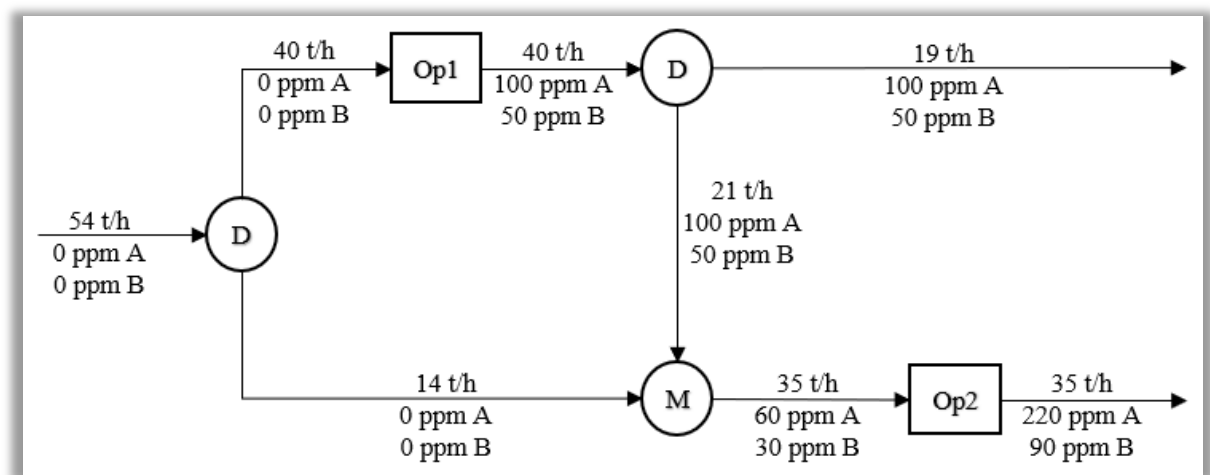 40 t/h
0 ppm A
0 ppm B
Op1
40 t/h
100 ppm A
50 ppm B
D
19 t/h
100 ppm A
50 ppm B
54 t/h
0 ppm A
0 ppm B
D
21 t/h
100 ppm A
50 ppm B
14 t/h
0 ppm A
0 ppm B
M
35 t/h
60 ppm A
30 ppm B
Op2
35 t/h
220 ppm A
90 ppm B